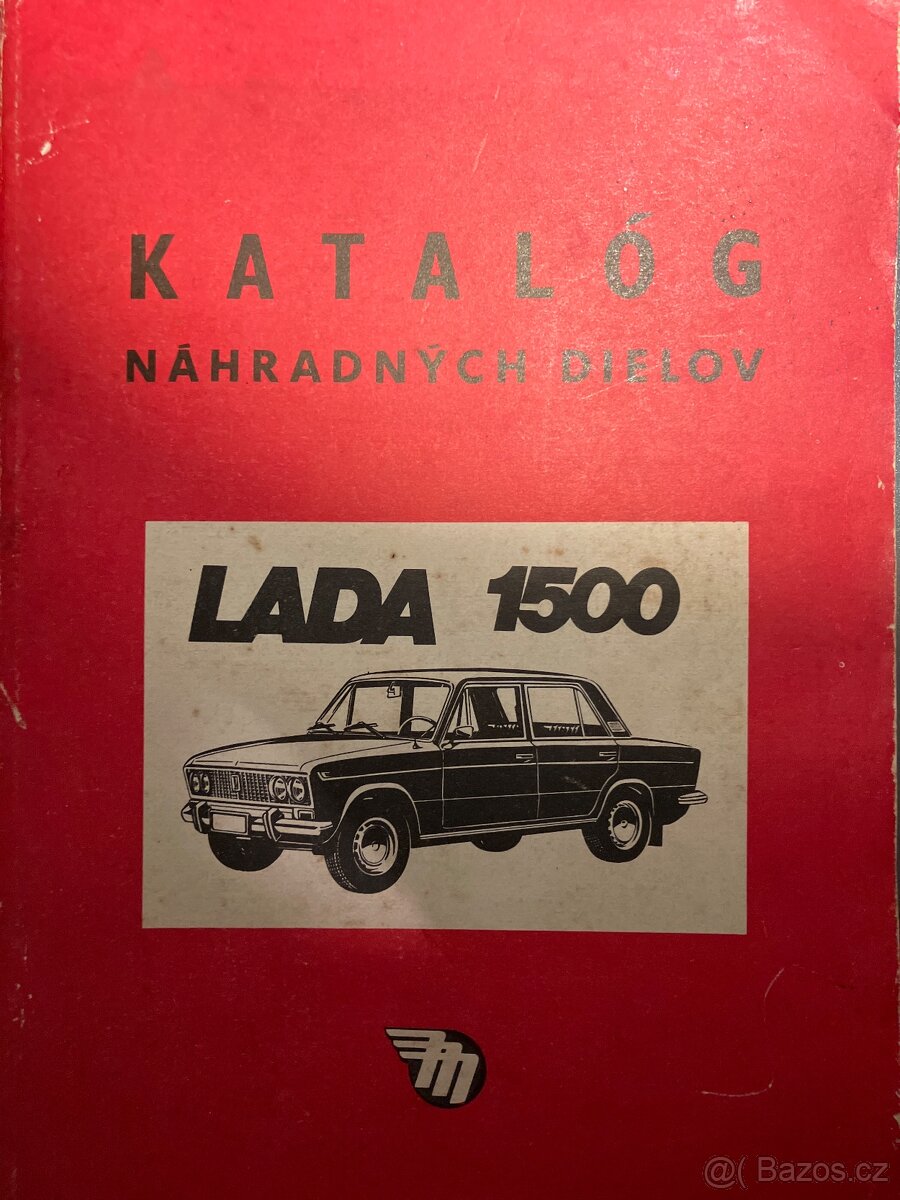 KATALÓG
NÁHRADNÝCH DIELOV
LADA 1500
@( Bazos.cz